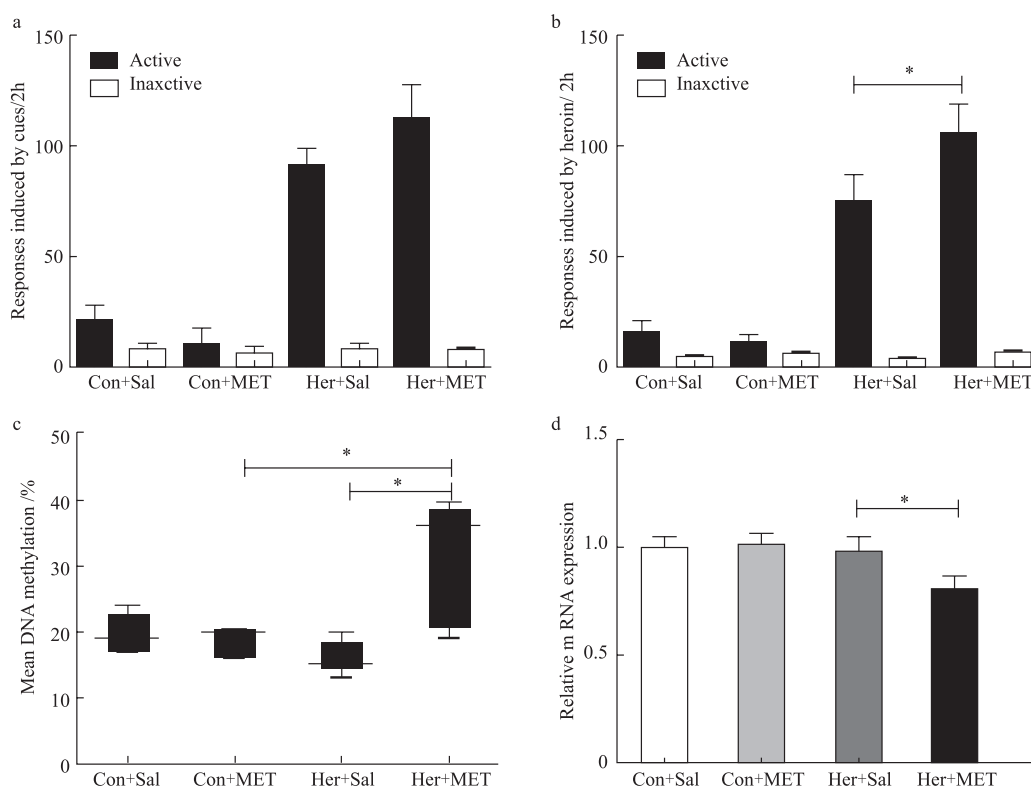 a
Responses induced by cues/2h
150
100
50
0
Active
Inaxctive
Con+Sal Con+MET Her+Sal Her+MET
b
Responses induced by heroin/ 2h
150
100
50
0
Active
Inaxctive
*
Con+Sal Con+MET Her+Sal Her+MET
c
Mean DNA methylation /%
50
40
30
20
10
0
*
*
Con+Sal Con+MET Her+Sal Her+MET
d
Relative m RNA expression
1.5
1.0
0.5
0
*
Con+Sal Con+MET Her+Sal Her+MET